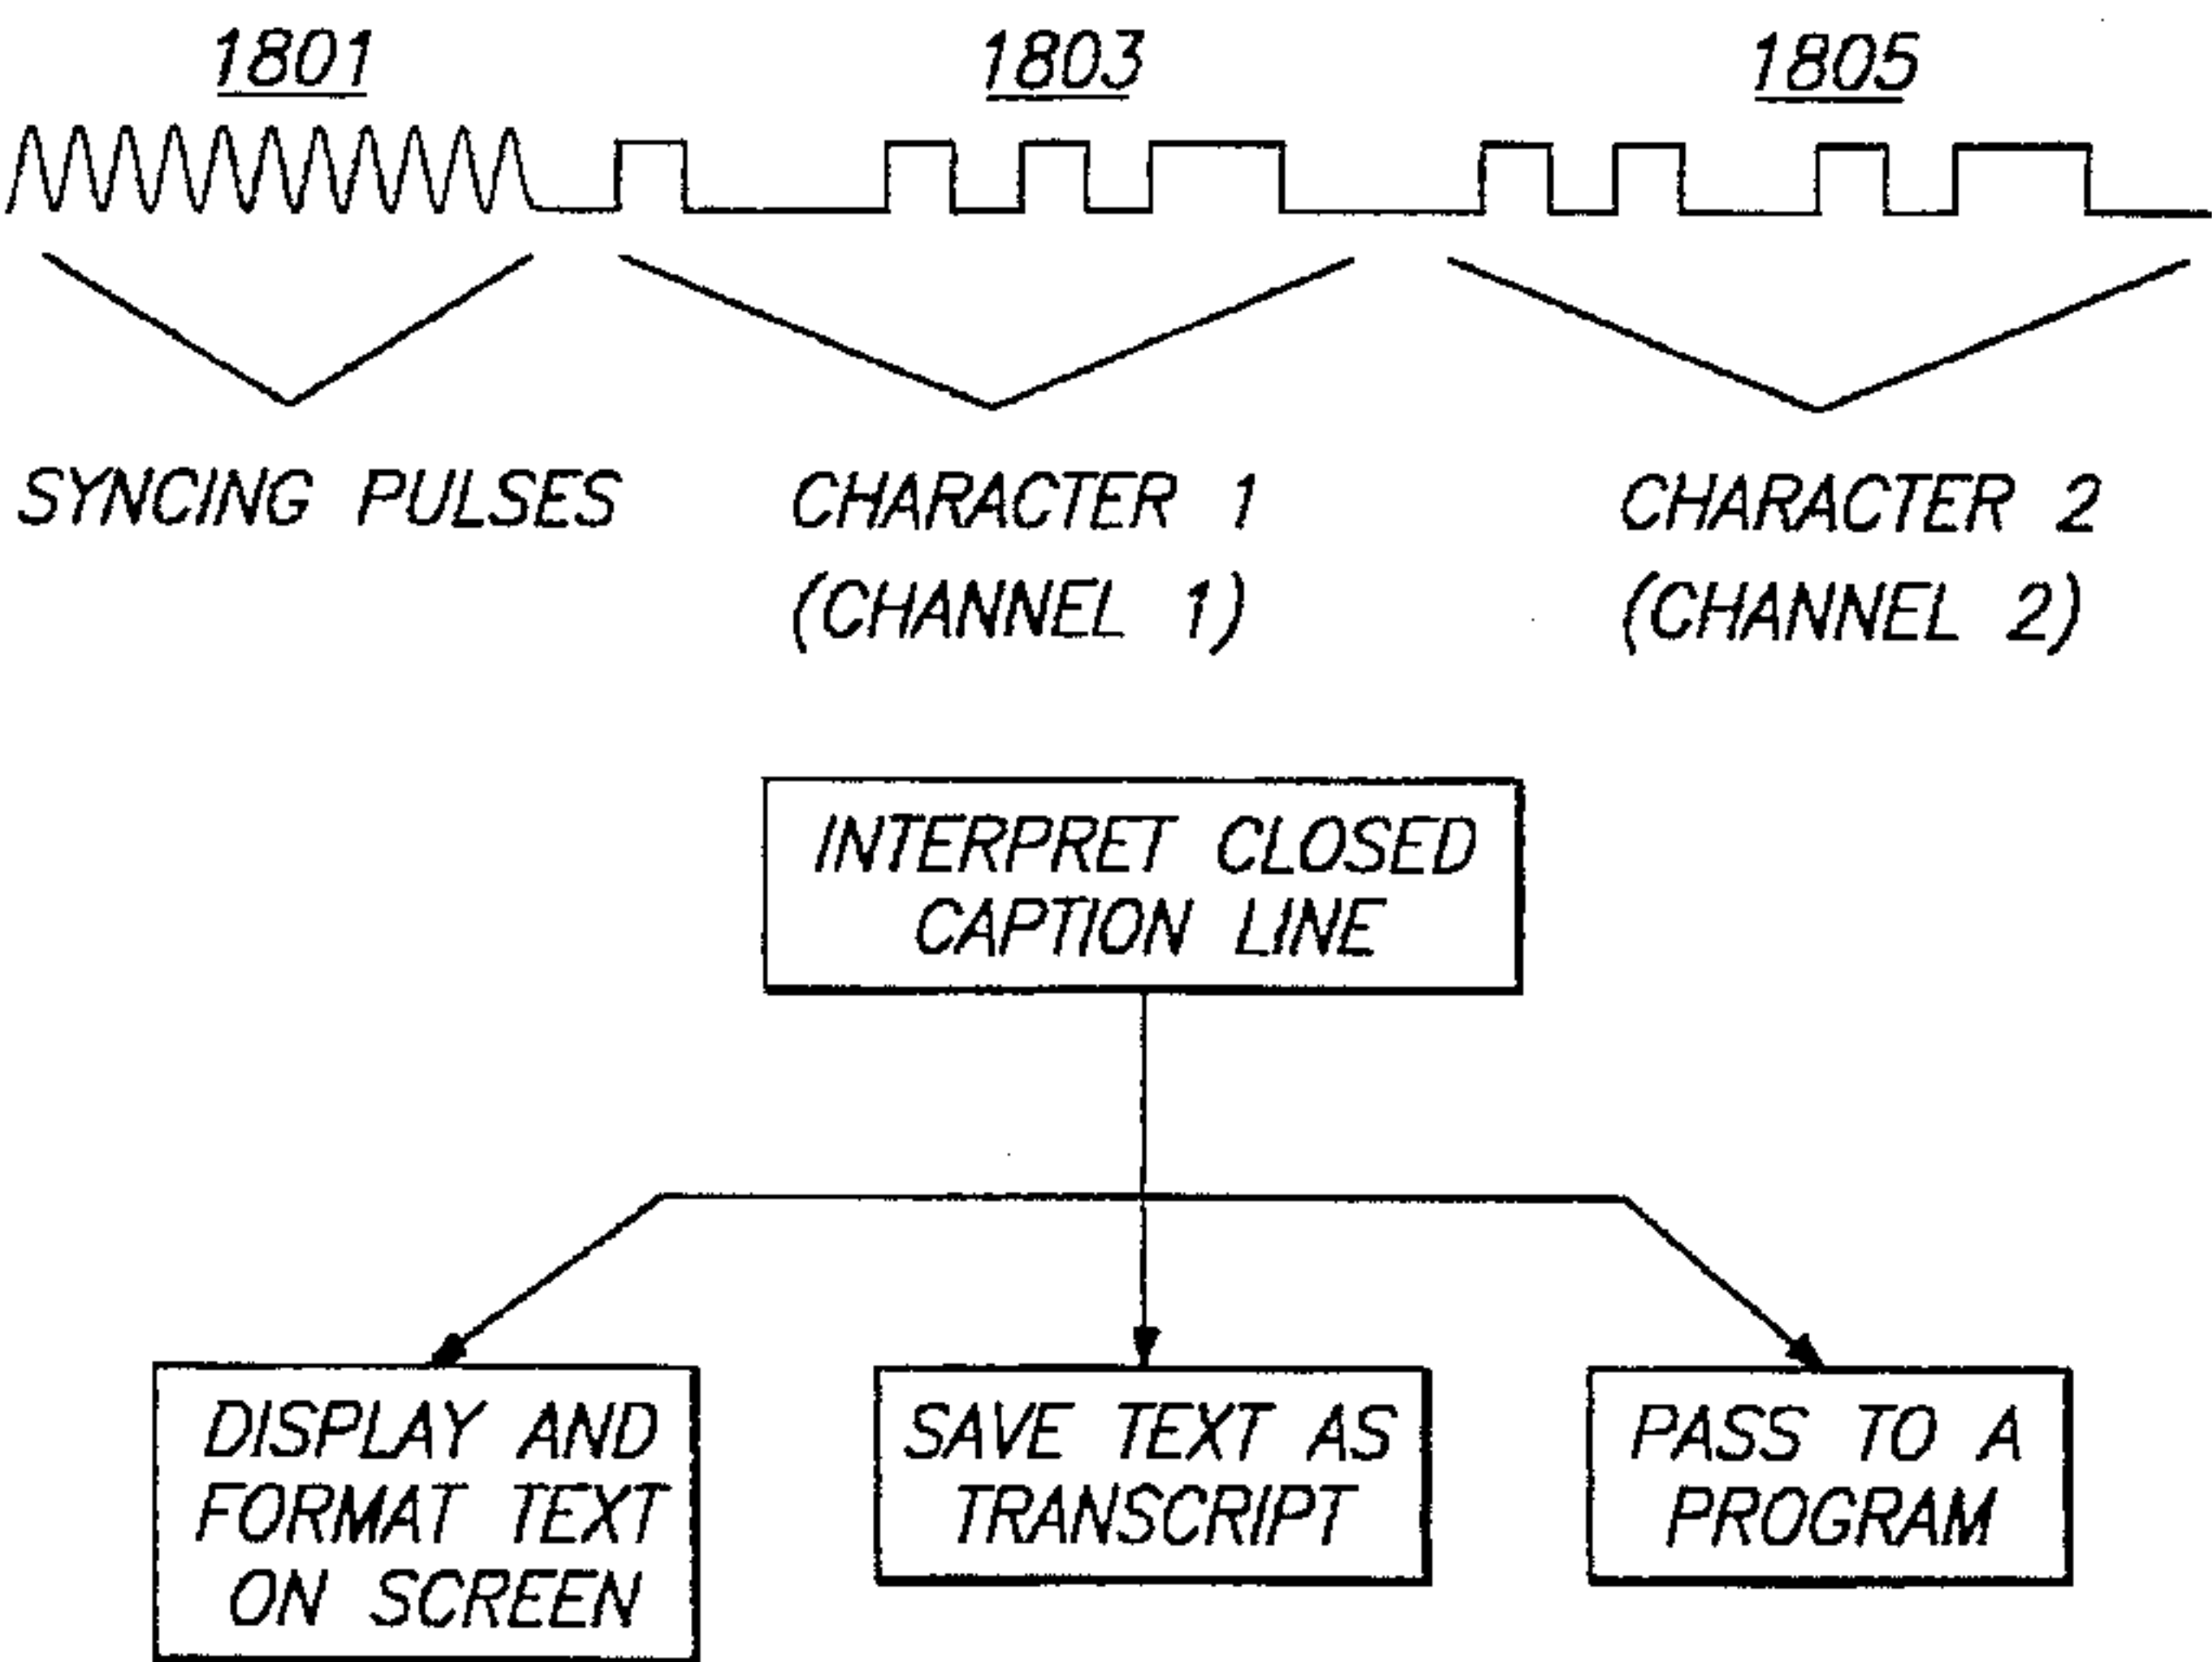 1801
1803
1805
SYNCING PULSES
CHARACTER 1
(CHANNEL 1)
CHARACTER 2
(CHANNEL 2)
INTERPRET CLOSED
CAPTION LINE
DISPLAY AND
FORMAT TEXT
ON SCREEN
SAVE TEXT AS
TRANSCRIPT
PASS TO A
PROGRAM